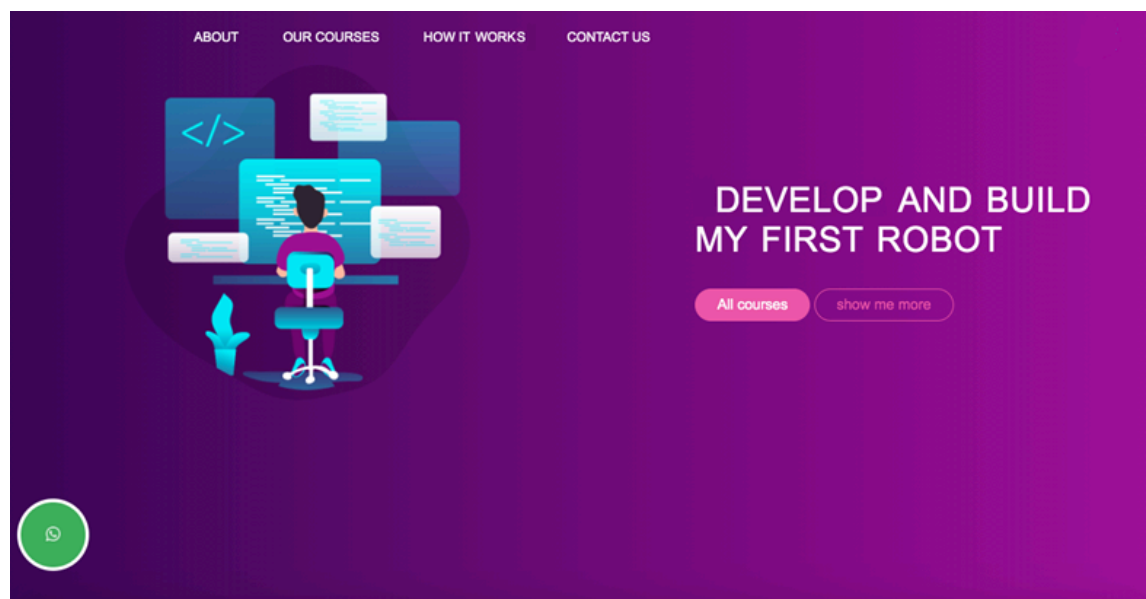 ABOUT OUR COURSES HOW IT WORKS CONTACT US
</>
DEVELOP AND BUILD
MY FIRST ROBOT
All courses show me more